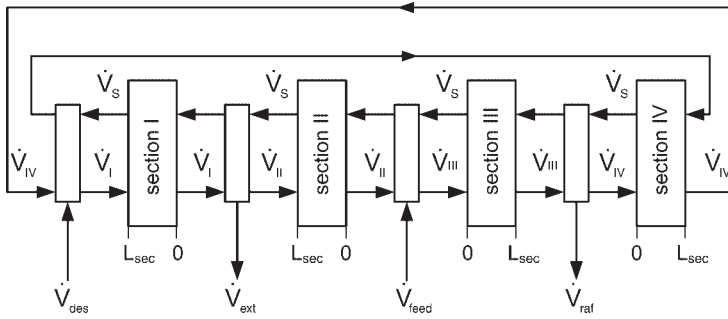 V̇S
V̇S
V̇S
V̇S
section I
section II
section III
section IV
V̇IV
V̇I
V̇I
V̇II
V̇II
V̇III
V̇III
V̇IV
V̇IV
Lsec 0
Lsec 0
0 Lsec
0 Lsec
V̇des
V̇ext
V̇feed
V̇raf